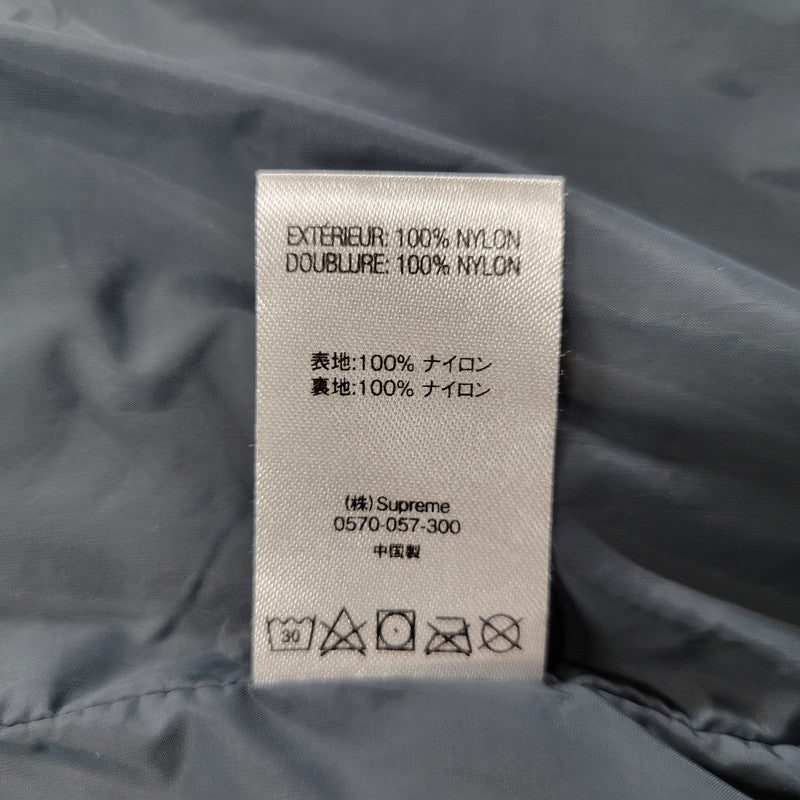 EXTÉRIEUR: 100% NYLON
DOUBLURE: 100% NYLON
表地:100% ナイロン
裏地:100% ナイロン
(株)Supreme
0570-057-300
中国製
30